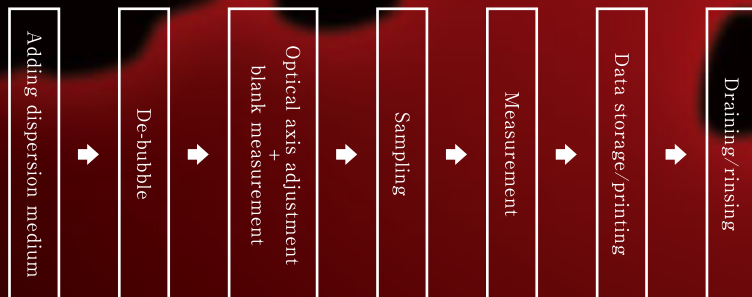 Adding dispersion medium
De-bubble
Optical axis adjustment
+
blank measurement
Sampling
Measurement
Data storage/printing
Draining/rinsing